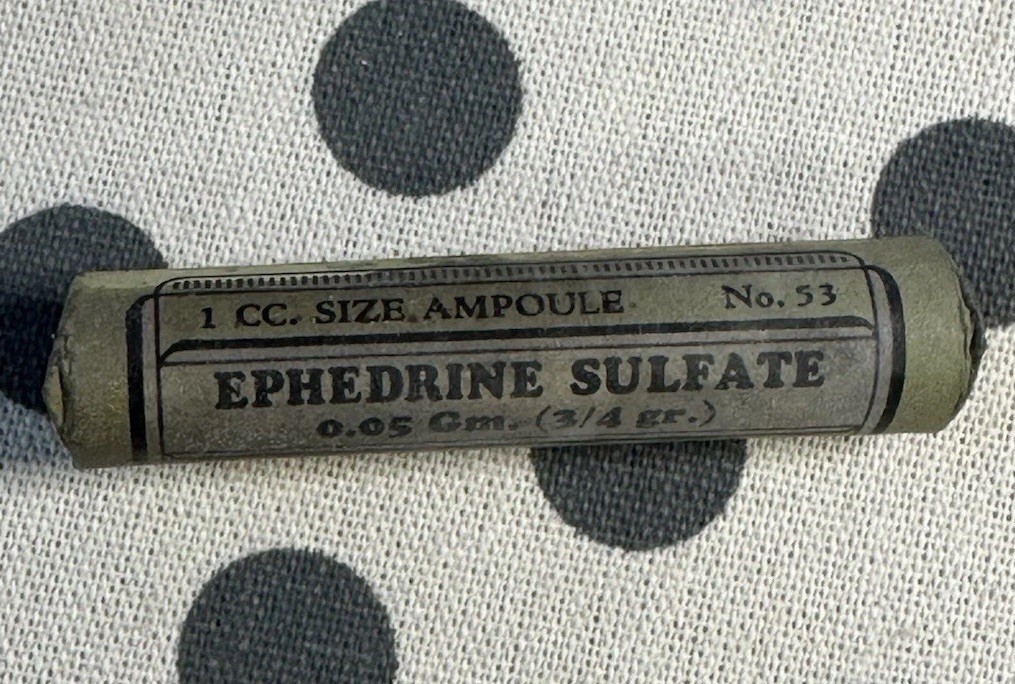 1 CC. SIZE AMPOULE No. 53
EPHEDRINE SULFATE
0.05 Gm. (3/4 gr.)